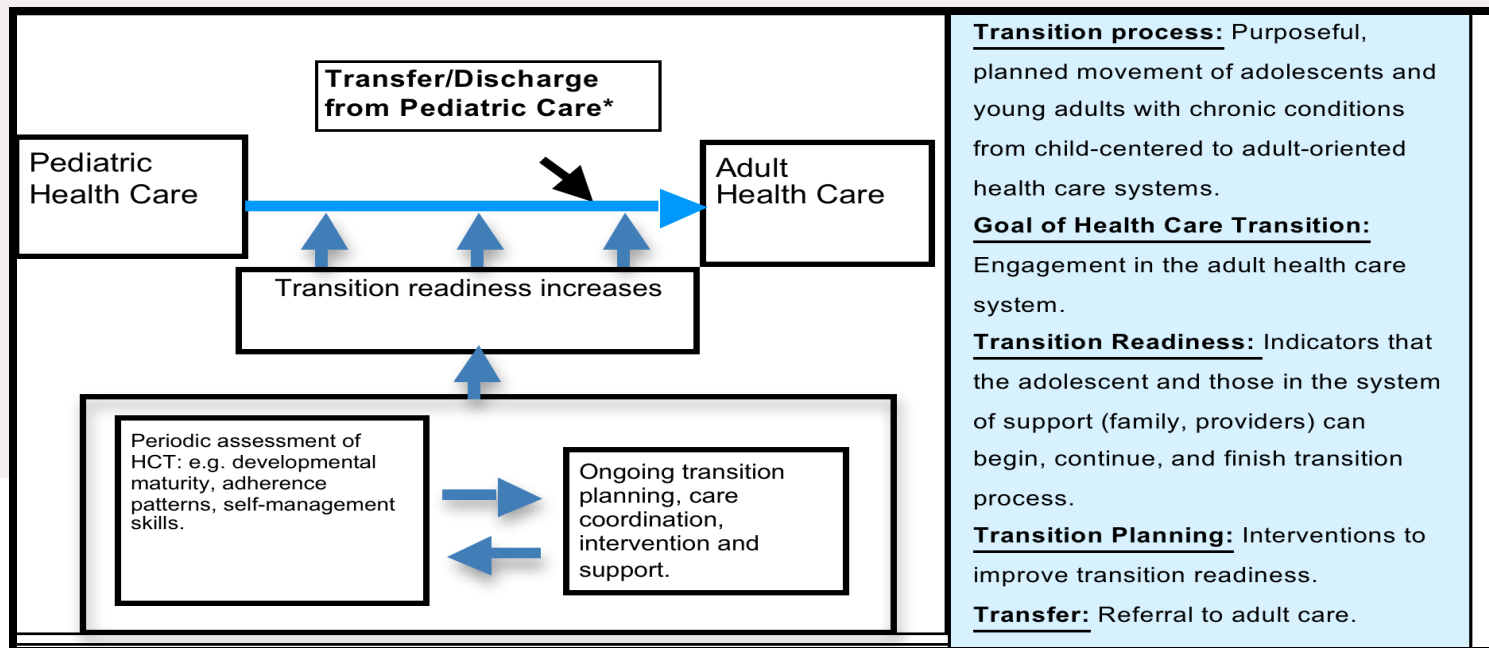 Transfer/Discharge
from Pediatric Care*
Pediatric
Health Care
Adult
Health Care
Transition readiness increases
Periodic assessment of
HCT: e.g. developmental
maturity, adherence
patterns, self-management
skills.
Ongoing transition
planning, care
coordination,
intervention and
support.
Transition process: Purposeful,
planned movement of adolescents and
young adults with chronic conditions
from child-centered to adult-oriented
health care systems.
Goal of Health Care Transition:
Engagement in the adult health care
system.
Transition Readiness: Indicators that
the adolescent and those in the system
of support (family, providers) can
begin, continue, and finish transition
process.
Transition Planning: Interventions to
improve transition readiness.
Transfer: Referral to adult care.